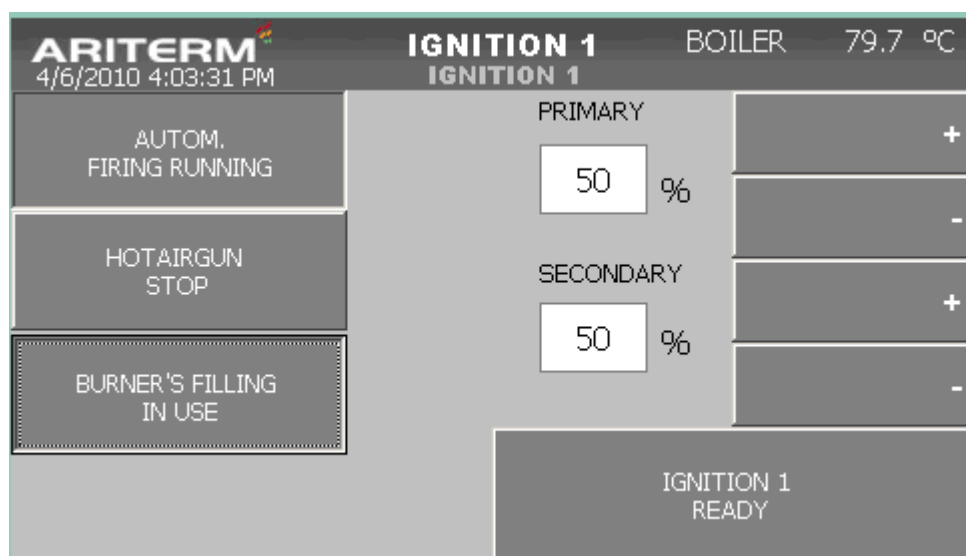 ARITERM
4/6/2010 4:03:31 PM
IGNITION 1
IGNITION 1
BOILER 79.7 ºC
AUTOM.
FIRING RUNNING
HOTAIRGUN
STOP
BURNER'S FILLING
IN USE
PRIMARY
50 %
SECONDARY
50 %
+
-
+
-
IGNITION 1
READY